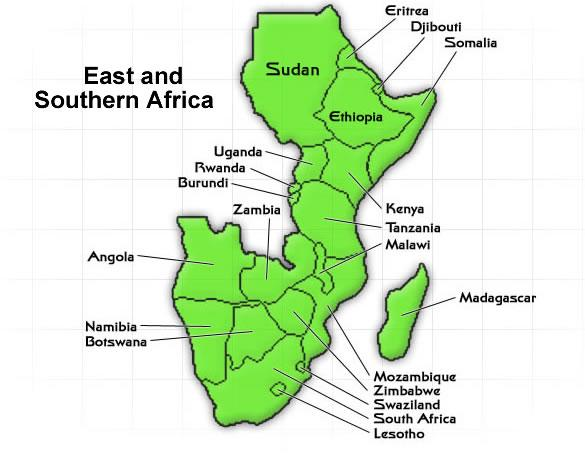 Eritrea
Djibouti
Somalia
Sudan
East and
Southern Africa
Ethiopia
Uganda
Rwanda
Burundi
Zambia
Kenya
Tanzania
Malawi
Angola
Madagascar
Namibia
Botswana
Mozambique
Zimbabwe
Swaziland
South Africa
Lesotho